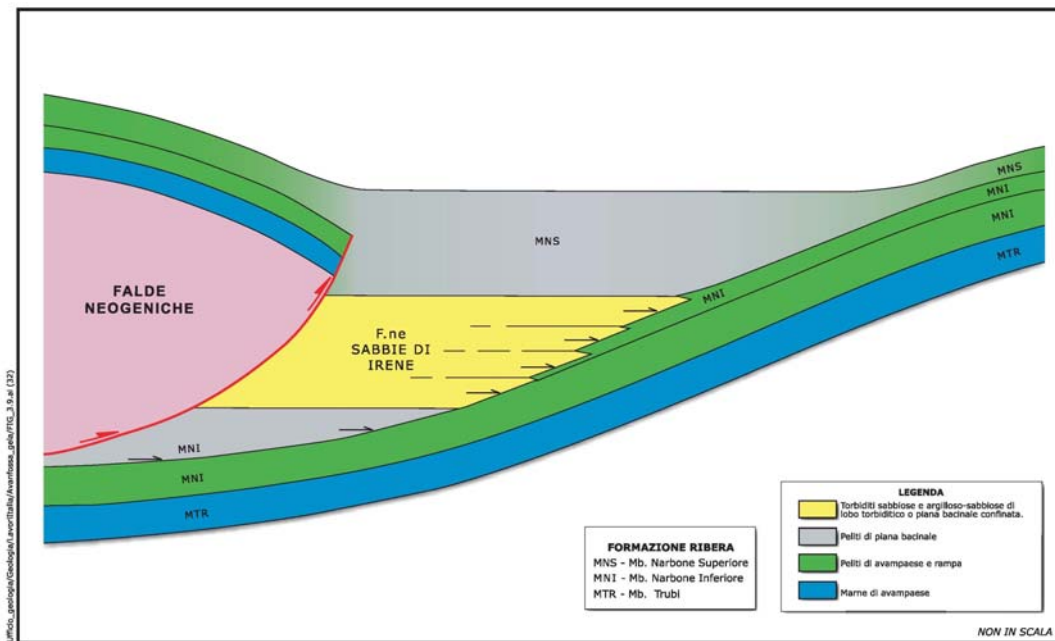 FALDE
NEOGENICHE
F.ne
SABBIE DI
IRENE
MNS
MNS
MNI
MNI
MTR
MNI
MNI
MNI
MTR
FORMAZIONE RIBERA
MNS - Mb. Narbone Superiore
MNI - Mb. Narbone Inferiore
MTR - Mb. Trubi
LEGENDA
Torbiditi sabbiose e argilloso-sabbiose di
lobo torbiditico o piana bacinale confinata.
Peliti di piana bacinale
Peliti di avampaese e rampa
Marne di avampaese
NON IN SCALA